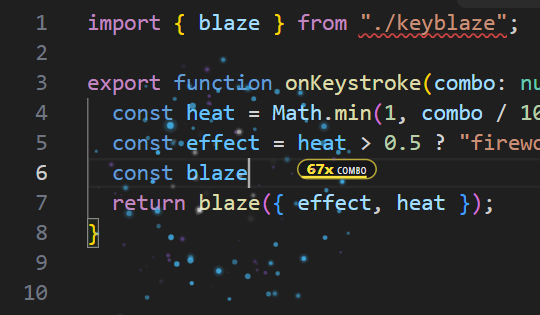 1 import { blaze } from "./keyblaze";
2
3 export function onKeystroke(combo: nu
4 const heat = Math.min(1, combo / 10
5 const effect = heat > 0.5 ? "firewo
6 const blaze 67x COMBO
7 return blaze({ effect, heat });
8 }
9
10